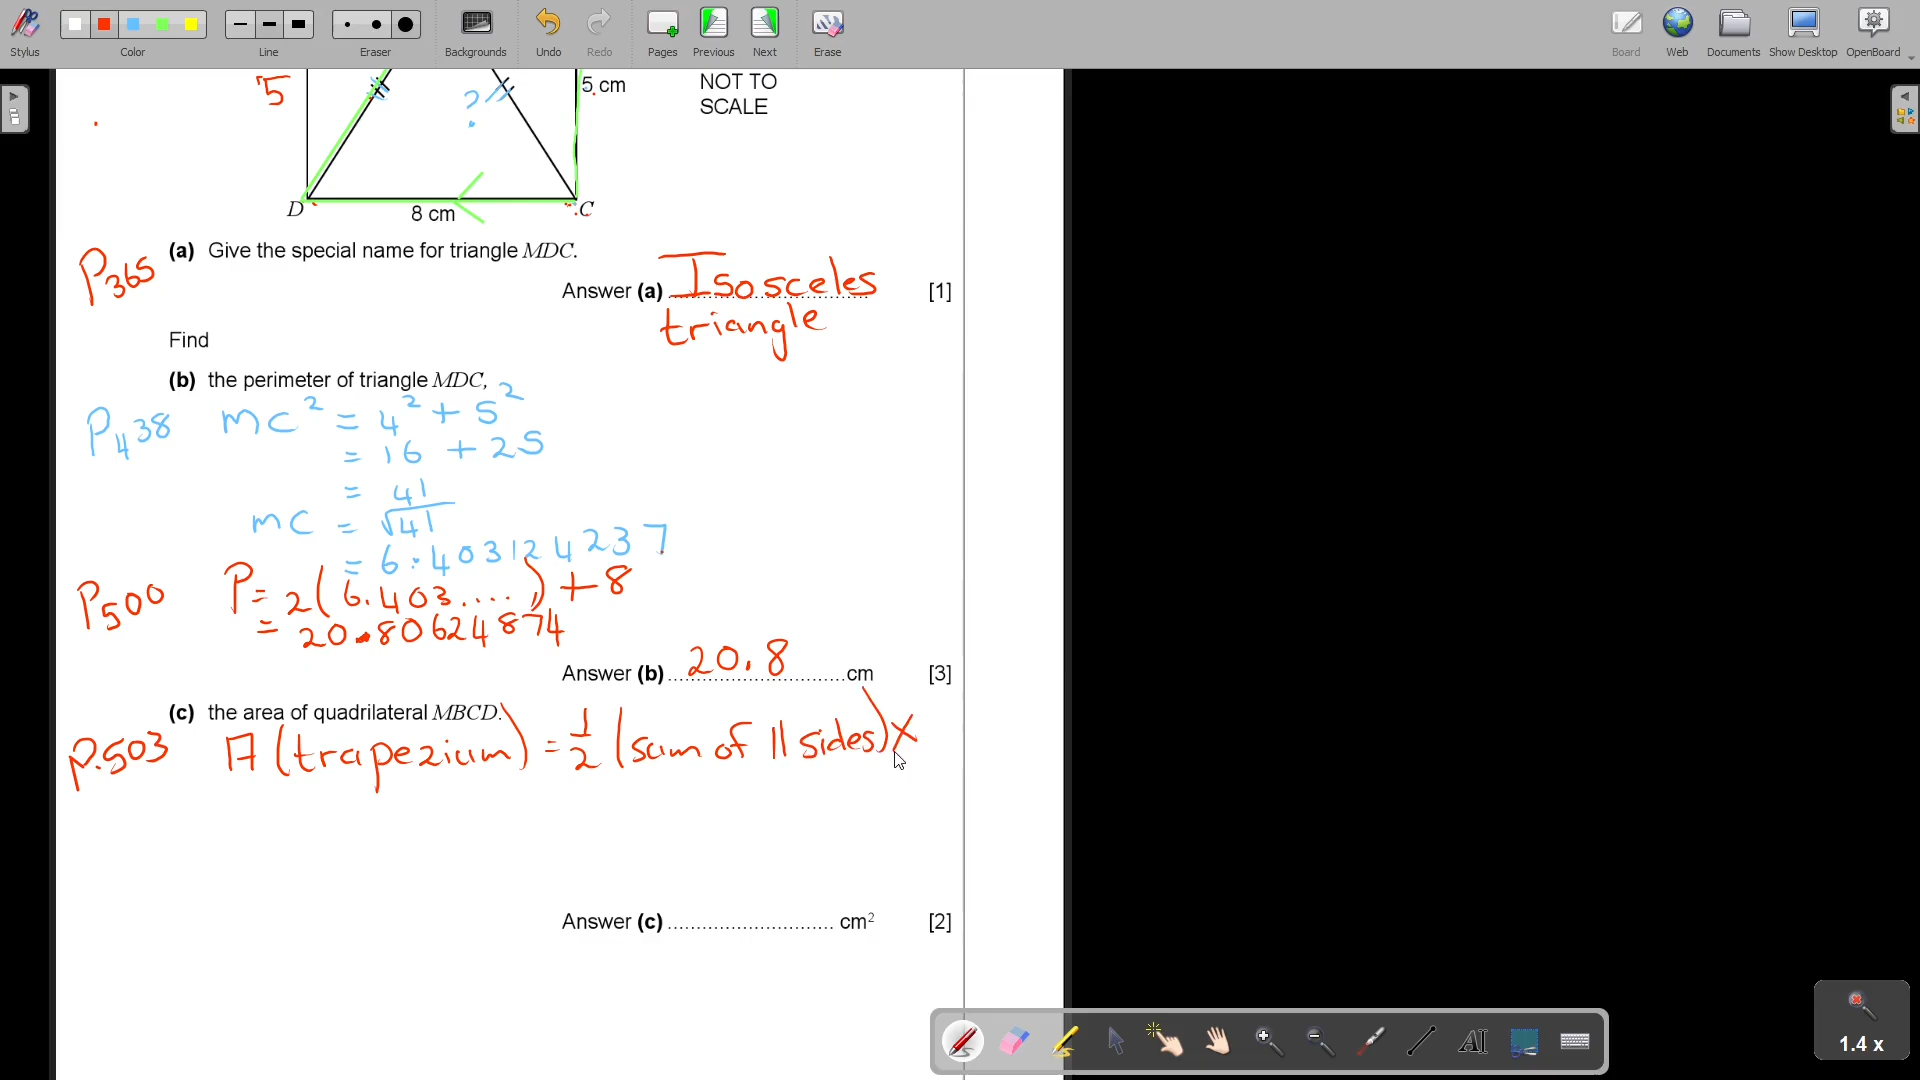 Stylus
Color
Line
Eraser
Backgrounds
Undo
Redo
Pages
Previous
Next
Erase
Board
Web
Documents
Show Desktop
OpenBoard
5
?
5 cm
NOT TO
SCALE
D
8 cm
C
P365
(a) Give the special name for triangle MDC.
Answer (a) Isosceles [1]
triangle
Find
(b) the perimeter of triangle MDC,
P438 mc² = 4² + 5²
= 16 + 25
= 41
mc = √41
= 6.403124237
P500 P = 2(6.403....) + 8
= 20.80624874
Answer (b) 20.8 cm [3]
(c) the area of quadrilateral MBCD.
p.503 A (trapezium) = 1/2 (sum of || sides) x
Answer (c) ............................ cm² [2]
1.4 x